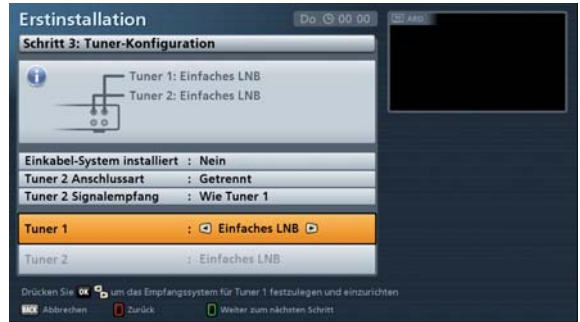 Erstinstallation
Do 00 00
ARD
Schritt 3: Tuner-Konfiguration
Tuner 1: Einfaches LNB
Tuner 2: Einfaches LNB
Einkabel-System installiert : Nein
Tuner 2 Anschlussart : Getrennt
Tuner 2 Signalempfang : Wie Tuner 1
Tuner 1 : Einfaches LNB
Tuner 2 : Einfaches LNB
Drücken Sie OK um das Empfangssystem für Tuner 1 festzulegen und einzurichten
BACK Abbrechen Zurück Weiter zum nächsten Schritt